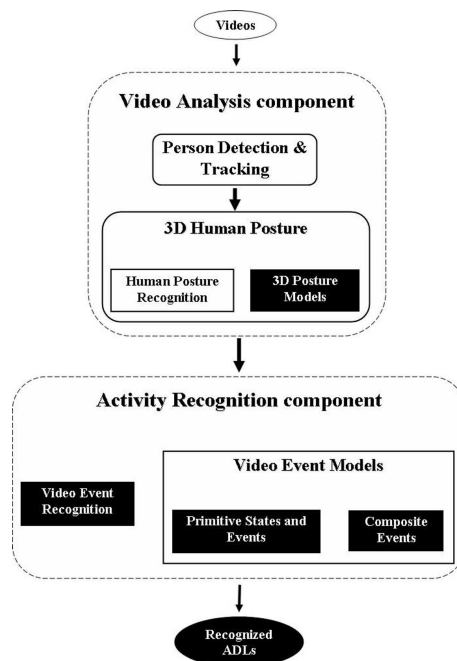 Videos
Video Analysis component
Person Detection &
Tracking
3D Human Posture
Human Posture
Recognition
3D Posture
Models
Activity Recognition component
Video Event Models
Video Event
Recognition
Primitive States and
Events
Composite
Events
Recognized
ADLs